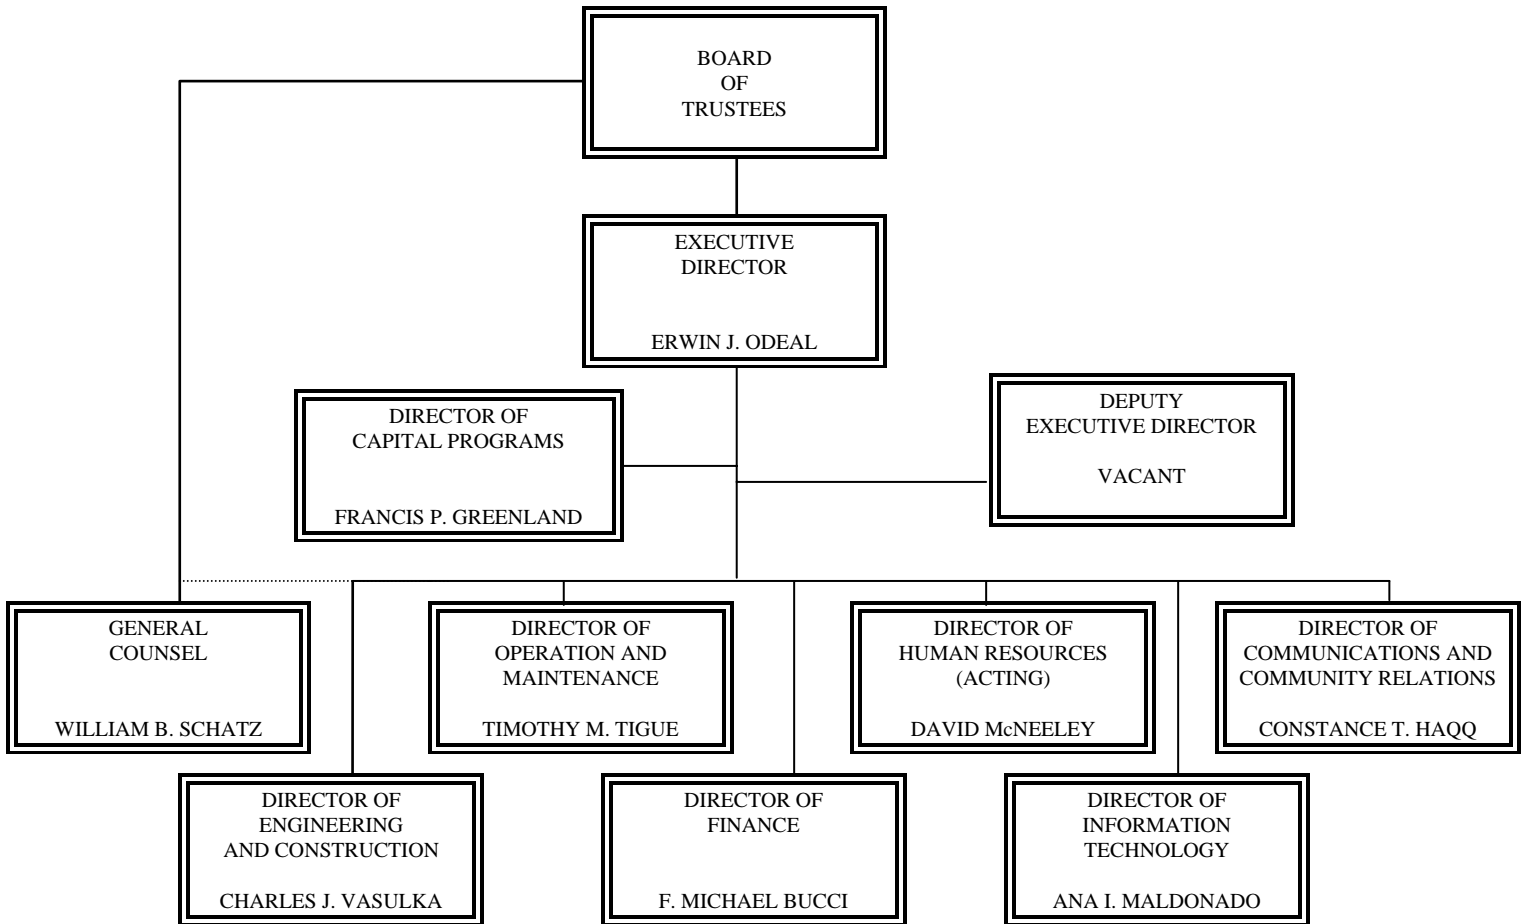 BOARD
OF
TRUSTEES
EXECUTIVE
DIRECTOR
ERWIN J. ODEAL
DIRECTOR OF
CAPITAL PROGRAMS
FRANCIS P. GREENLAND
DEPUTY
EXECUTIVE DIRECTOR
VACANT
GENERAL
COUNSEL
WILLIAM B. SCHATZ
DIRECTOR OF
OPERATION AND
MAINTENANCE
TIMOTHY M. TIGUE
DIRECTOR OF
HUMAN RESOURCES
(ACTING)
DAVID McNEELEY
DIRECTOR OF
COMMUNICATIONS AND
COMMUNITY RELATIONS
CONSTANCE T. HAQQ
DIRECTOR OF
ENGINEERING
AND CONSTRUCTION
CHARLES J. VASULKA
DIRECTOR OF
FINANCE
F. MICHAEL BUCCI
DIRECTOR OF
INFORMATION
TECHNOLOGY
ANA I. MALDONADO